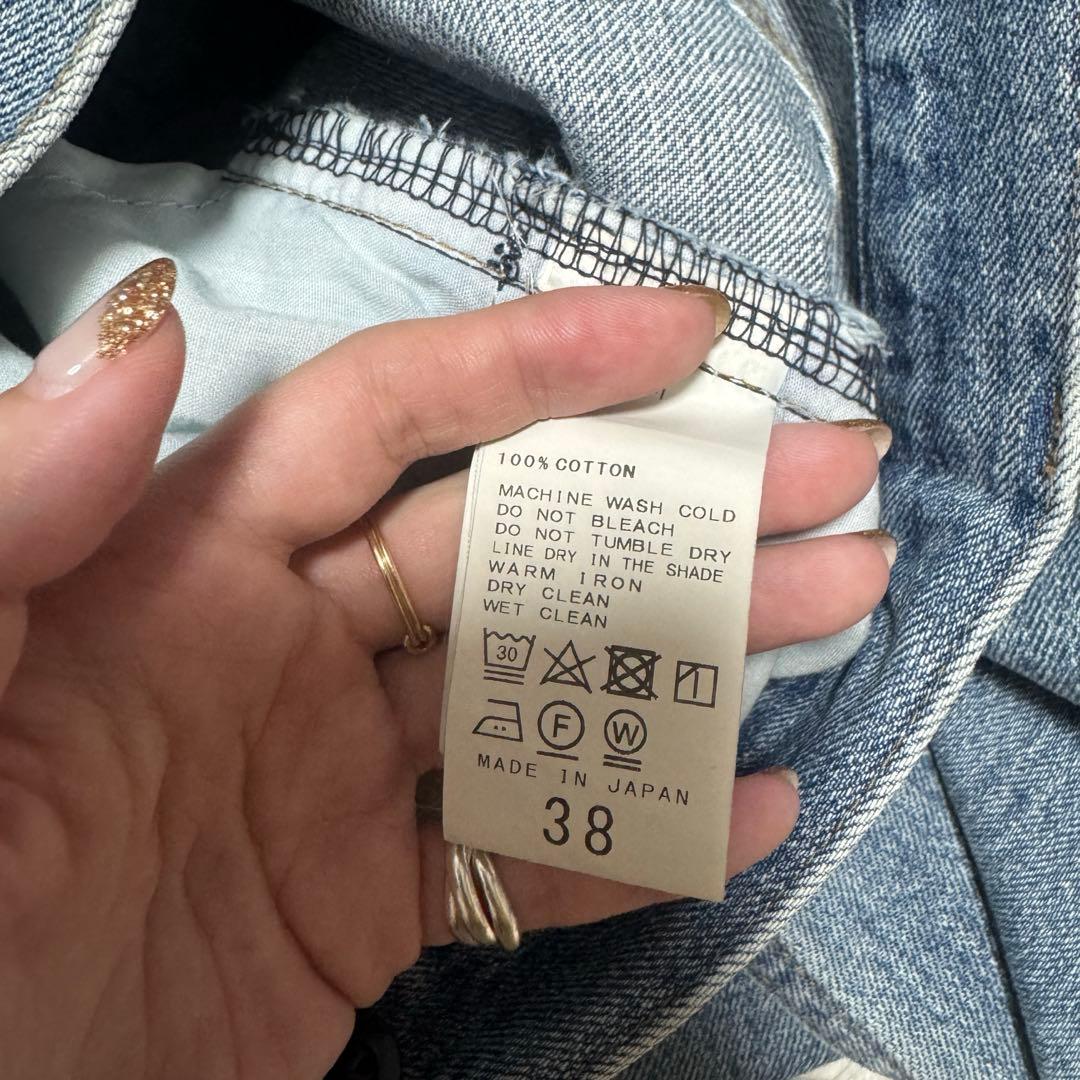 100% COTTON
MACHINE WASH COLD
DO NOT BLEACH
DO NOT TUMBLE DRY
LINE DRY IN THE SHADE
WARM IRON
DRY CLEAN
WET CLEAN
30
F W
MADE IN JAPAN
38